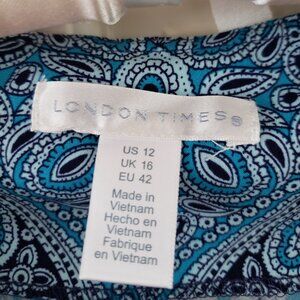 LONDON TIMES®
US 12
UK 16
EU 42
Made in
Vietnam
Hecho en
Vietnam
Fabrique
en Vietnam